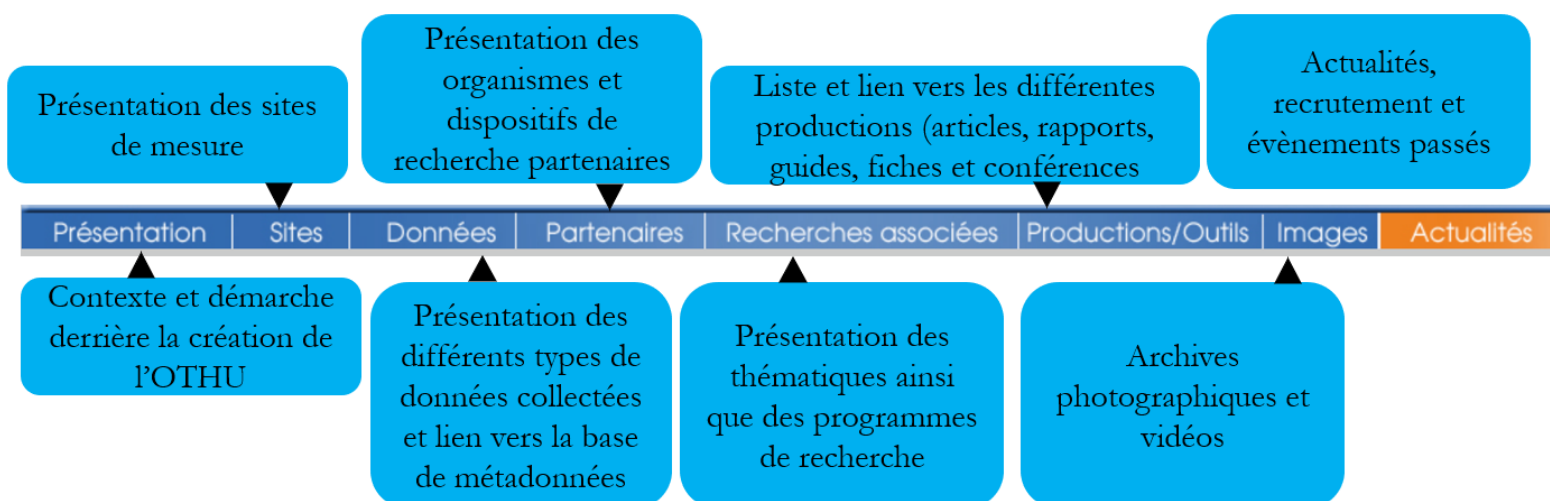 Présentation des sites
de mesure
Présentation des
organismes et
dispositifs de
recherche partenaires
Liste et lien vers les différentes
productions (articles, rapports,
guides, fiches et conférences
Actualités,
recrutement et
évènements passés
Présentation Sites Données Partenaires Recherches associées Productions/Outils Images Actualités
Contexte et démarche
derrière la création de
l’OTHU
Présentation des
différents types de
données collectées
et lien vers la base
de métadonnées
Présentation des
thématiques ainsi
que des programmes
de recherche
Archives
photographiques et
vidéos